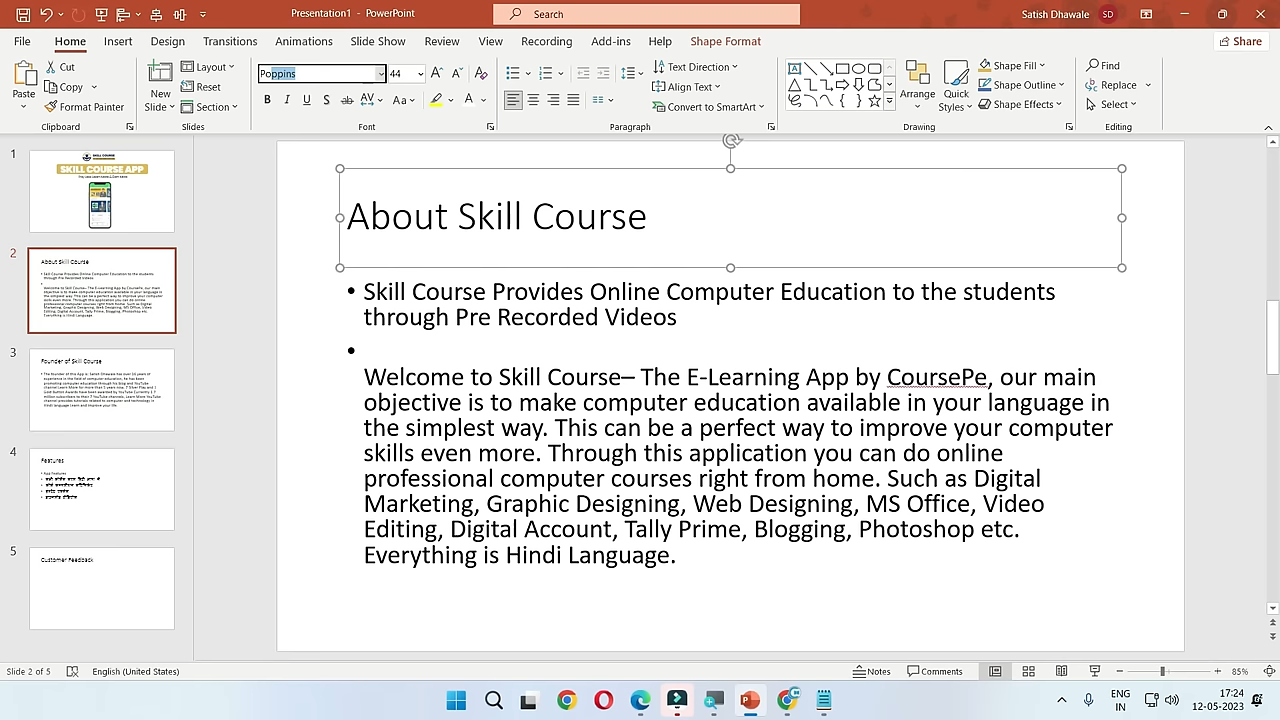 Presentation1 - PowerPoint
Search
Satish Dhawale
SD
File Home Insert Design Transitions Animations Slide Show Review View Recording Add-ins Help Shape Format
Share
Paste
Cut
Copy
Format Painter
Clipboard
New Slide
Layout
Reset
Section
Slides
Poppins
44
Font
Text Direction
Align Text
Convert to SmartArt
Paragraph
Arrange
Quick Styles
Shape Fill
Shape Outline
Shape Effects
Drawing
Find
Replace
Select
Editing
1
SKILL COURSE
SKILL COURSE APP
2
3
Founder of Skill Course
4
Features
App Features
5
Customer Feedback
About Skill Course
• Skill Course Provides Online Computer Education to the students
through Pre Recorded Videos
•
Welcome to Skill Course– The E-Learning App by CoursePe, our main
objective is to make computer education available in your language in
the simplest way. This can be a perfect way to improve your computer
skills even more. Through this application you can do online
professional computer courses right from home. Such as Digital
Marketing, Graphic Designing, Web Designing, MS Office, Video
Editing, Digital Account, Tally Prime, Blogging, Photoshop etc.
Everything is Hindi Language.
Slide 2 of 5
English (United States)
Notes
Comments
85%
ENG
IN
17:24
12-05-2023